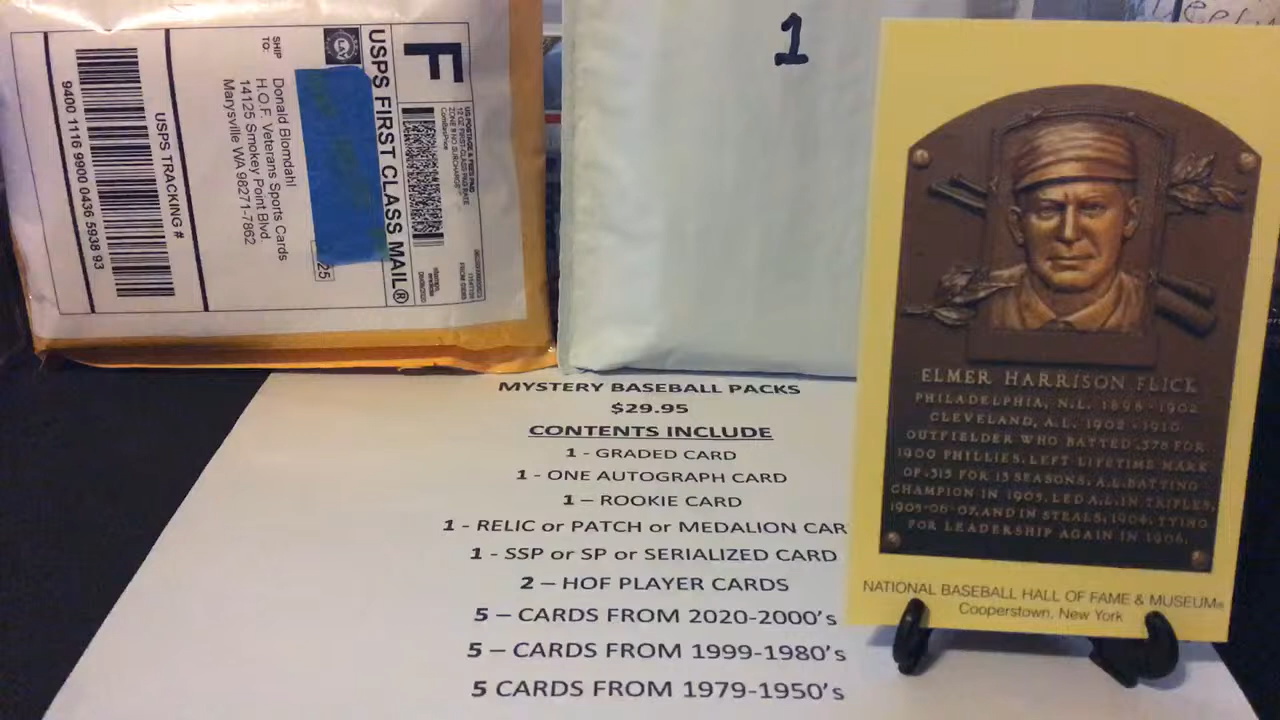 F
US POSTAGE & FEES PAID
USPS FIRST CLASS MAIL®
25
SHIP
TO:
Donald Blomdahl
H.O.F. Veterans Sports Cards
14125 Smokey Point Blvd.
Marysville WA 98271-7862
USPS TRACKING #
9400 1116 9900 0436 5938 93
1
MYSTERY BASEBALL PACKS
$29.95
CONTENTS INCLUDE
1 - GRADED CARD
1 - ONE AUTOGRAPH CARD
1 – ROOKIE CARD
1 - RELIC or PATCH or MEDALION CAR
1 - SSP or SP or SERIALIZED CARD
2 – HOF PLAYER CARDS
5 – CARDS FROM 2020-2000's
5 – CARDS FROM 1999-1980's
5 CARDS FROM 1979-1950's
ELMER HARRISON FLICK
PHILADELPHIA, N.L. 1898-1902
CLEVELAND, A.L. 1902-1910
OUTFIELDER WHO BATTED .378 FOR
1900 PHILLIES. LEFT LIFETIME MARK
OF .315 FOR 13 SEASONS. A.L. BATTING
CHAMPION IN 1905. LED A.L. IN TRIPLES,
1905-06-07, AND IN STEALS, 1904, TYING
FOR LEADERSHIP AGAIN IN 1906.
NATIONAL BASEBALL HALL OF FAME & MUSEUM®
Cooperstown, New York